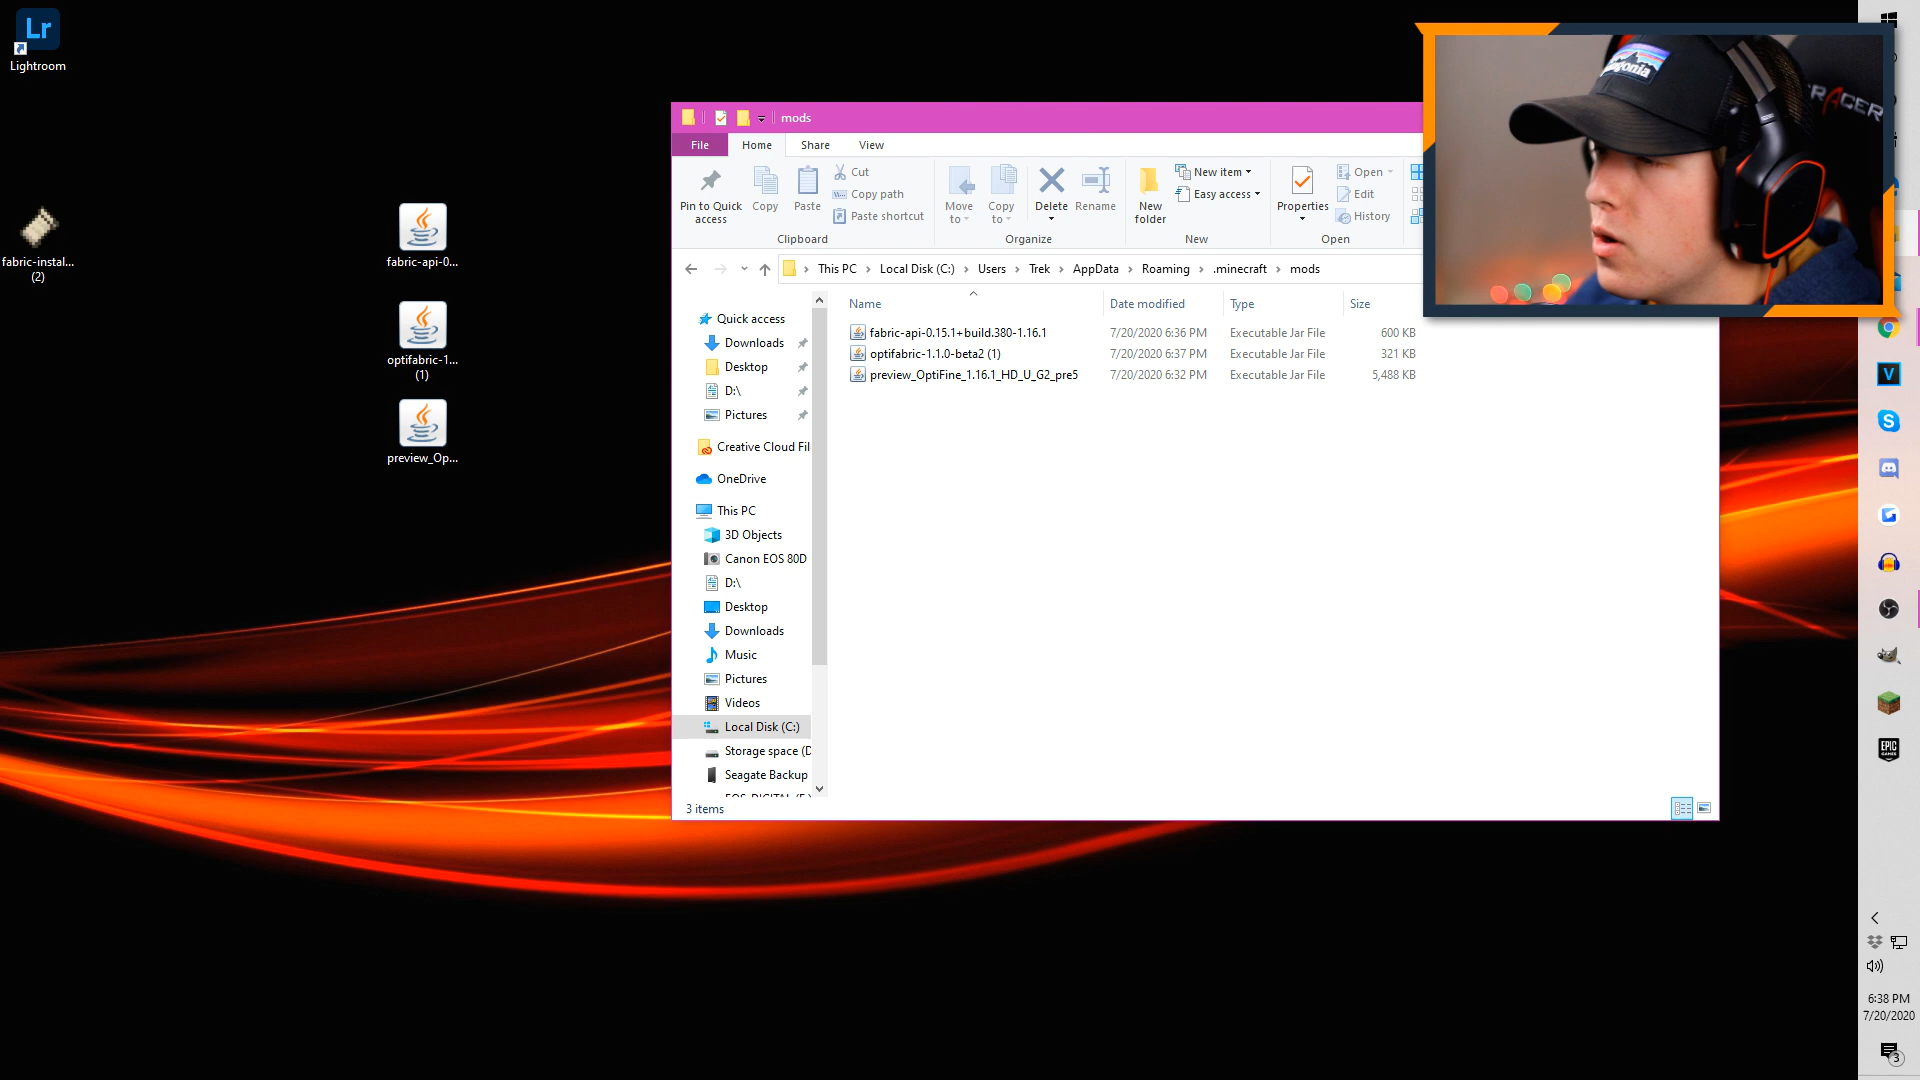 Lr
Lightroom
fabric-instal...
(2)
fabric-api-0...
optifabric-1...
(1)
preview_Op...
mods
File
Home
Share
View
Pin to Quick
access
Copy
Paste
Cut
Copy path
Paste shortcut
Clipboard
Move
to
Copy
to
Delete
Rename
Organize
New
folder
New item
Easy access
New
Properties
Open
Edit
History
Open
This PC
Local Disk (C:)
Users
Trek
AppData
Roaming
.minecraft
mods
Name
Date modified
Type
Size
fabric-api-0.15.1+build.380-1.16.1 7/20/2020 6:36 PM Executable Jar File 600 KB
optifabric-1.1.0-beta2 (1) 7/20/2020 6:37 PM Executable Jar File 321 KB
preview_OptiFine_1.16.1_HD_U_G2_pre5 7/20/2020 6:32 PM Executable Jar File 5,488 KB
Quick access
Downloads
Desktop
D:\
Pictures
Creative Cloud Fil
OneDrive
This PC
3D Objects
Canon EOS 80D
D:\
Desktop
Downloads
Music
Pictures
Videos
Local Disk (C:)
Storage space (D
Seagate Backup
3 items
RACER
V
S
EPIC
GAMES
6:38 PM
7/20/2020
3